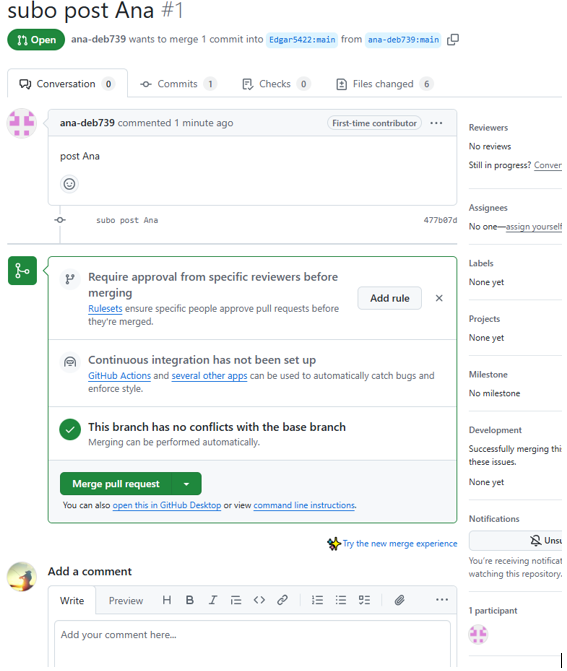 subo post Ana #1
Open ana-deb739 wants to merge 1 commit into Edgar5422:main from ana-deb739:main
Conversation 0 Commits 1 Checks 0 Files changed 6
ana-deb739 commented 1 minute ago First-time contributor
post Ana
subo post Ana 477b07d
Require approval from specific reviewers before
merging
Rulesets ensure specific people approve pull requests before
they're merged.
Add rule
Continuous integration has not been set up
GitHub Actions and several other apps can be used to automatically catch bugs and
enforce style.
This branch has no conflicts with the base branch
Merging can be performed automatically.
Merge pull request
You can also open this in GitHub Desktop or view command line instructions.
Try the new merge experience
Add a comment
Write Preview
Add your comment here...
Reviewers
No reviews
Still in progress? Conver
Assignees
No one—assign yourself
Labels
None yet
Projects
None yet
Milestone
No milestone
Development
Successfully merging thi
these issues.
None yet
Notifications
Unsu
You're receiving notificat
watching this repository.
1 participant